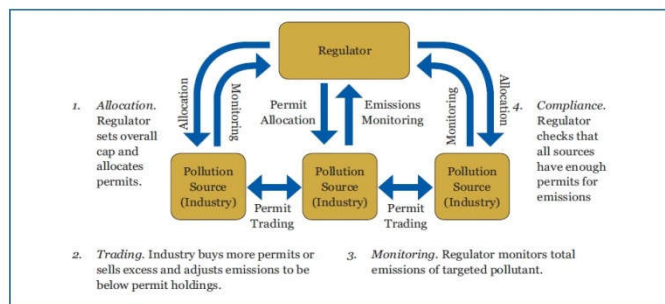 Regulator
1. Allocation.
Regulator
sets overall
cap and
allocates
permits.
Allocation
Monitoring
Permit
Allocation
Emissions
Monitoring
Monitoring
Allocation
4. Compliance.
Regulator
checks that
all sources
have enough
permits for
emissions
Pollution
Source
(Industry)
Pollution
Source
(Industry)
Pollution
Source
(Industry)
Permit
Trading
Permit
Trading
2. Trading. Industry buys more permits or
sells excess and adjusts emissions to be
below permit holdings.
3. Monitoring. Regulator monitors total
emissions of targeted pollutant.